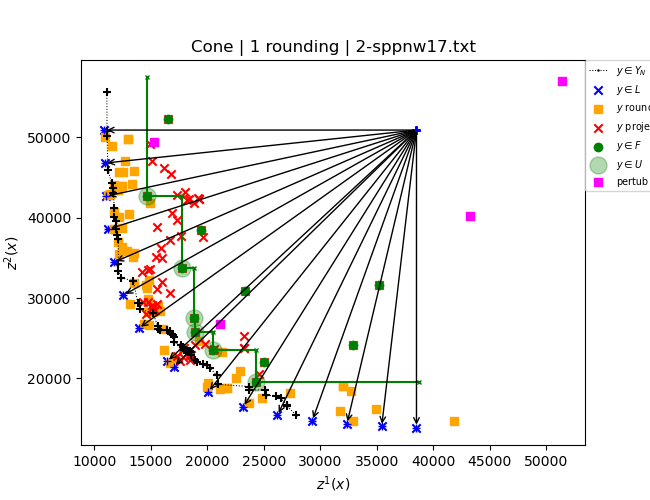 Cone | 1 rounding | 2-sppnw17.txt
z²(x)
50000
40000
30000
20000
10000 15000 20000 25000 30000 35000 40000 45000 50000
z¹(x)
y ∈ Y_N
y ∈ L
y roun
y proje
y ∈ F
y ∈ U
pertub